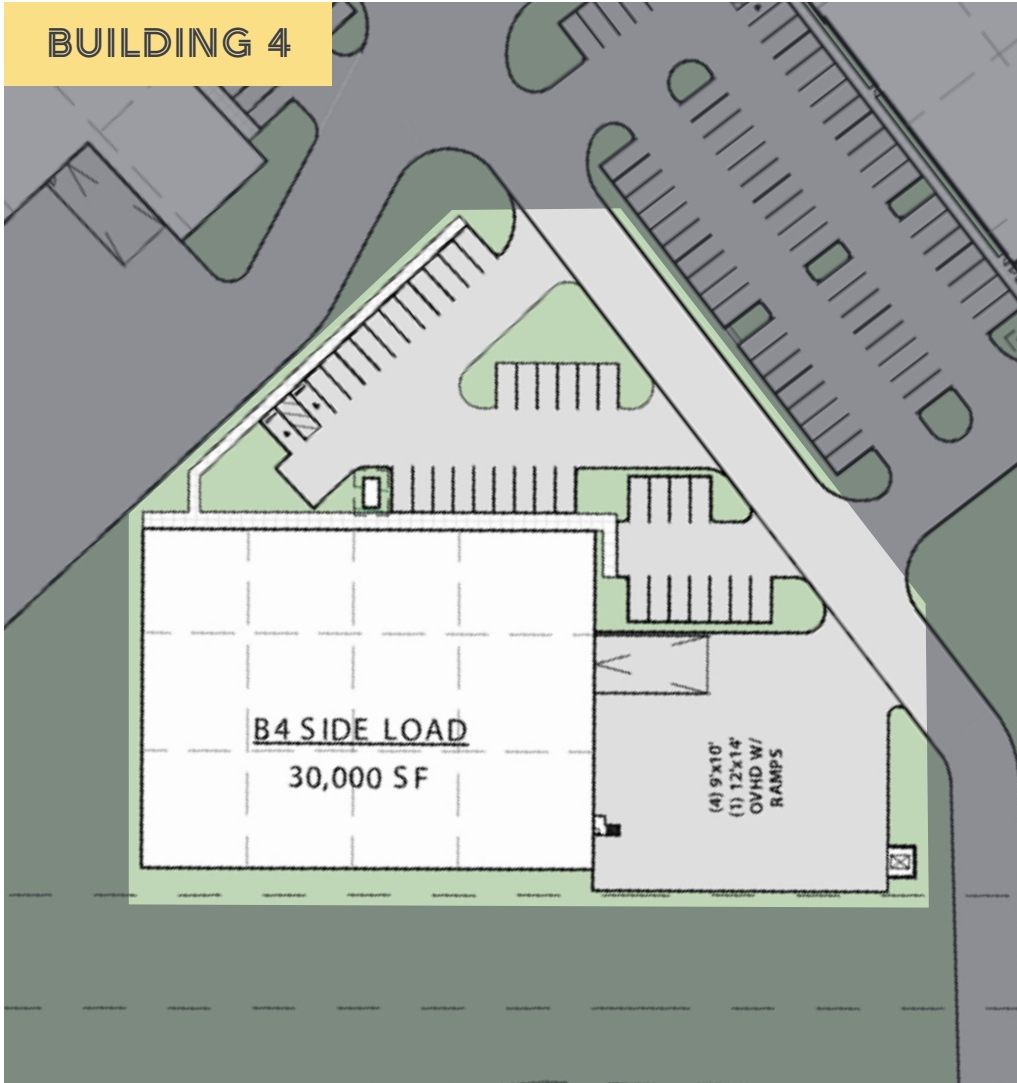 BUILDING 4
B4 SIDE LOAD
30,000 SF
(4) 9'x10'
(1) 12'x14'
OVHD W/
RAMPS